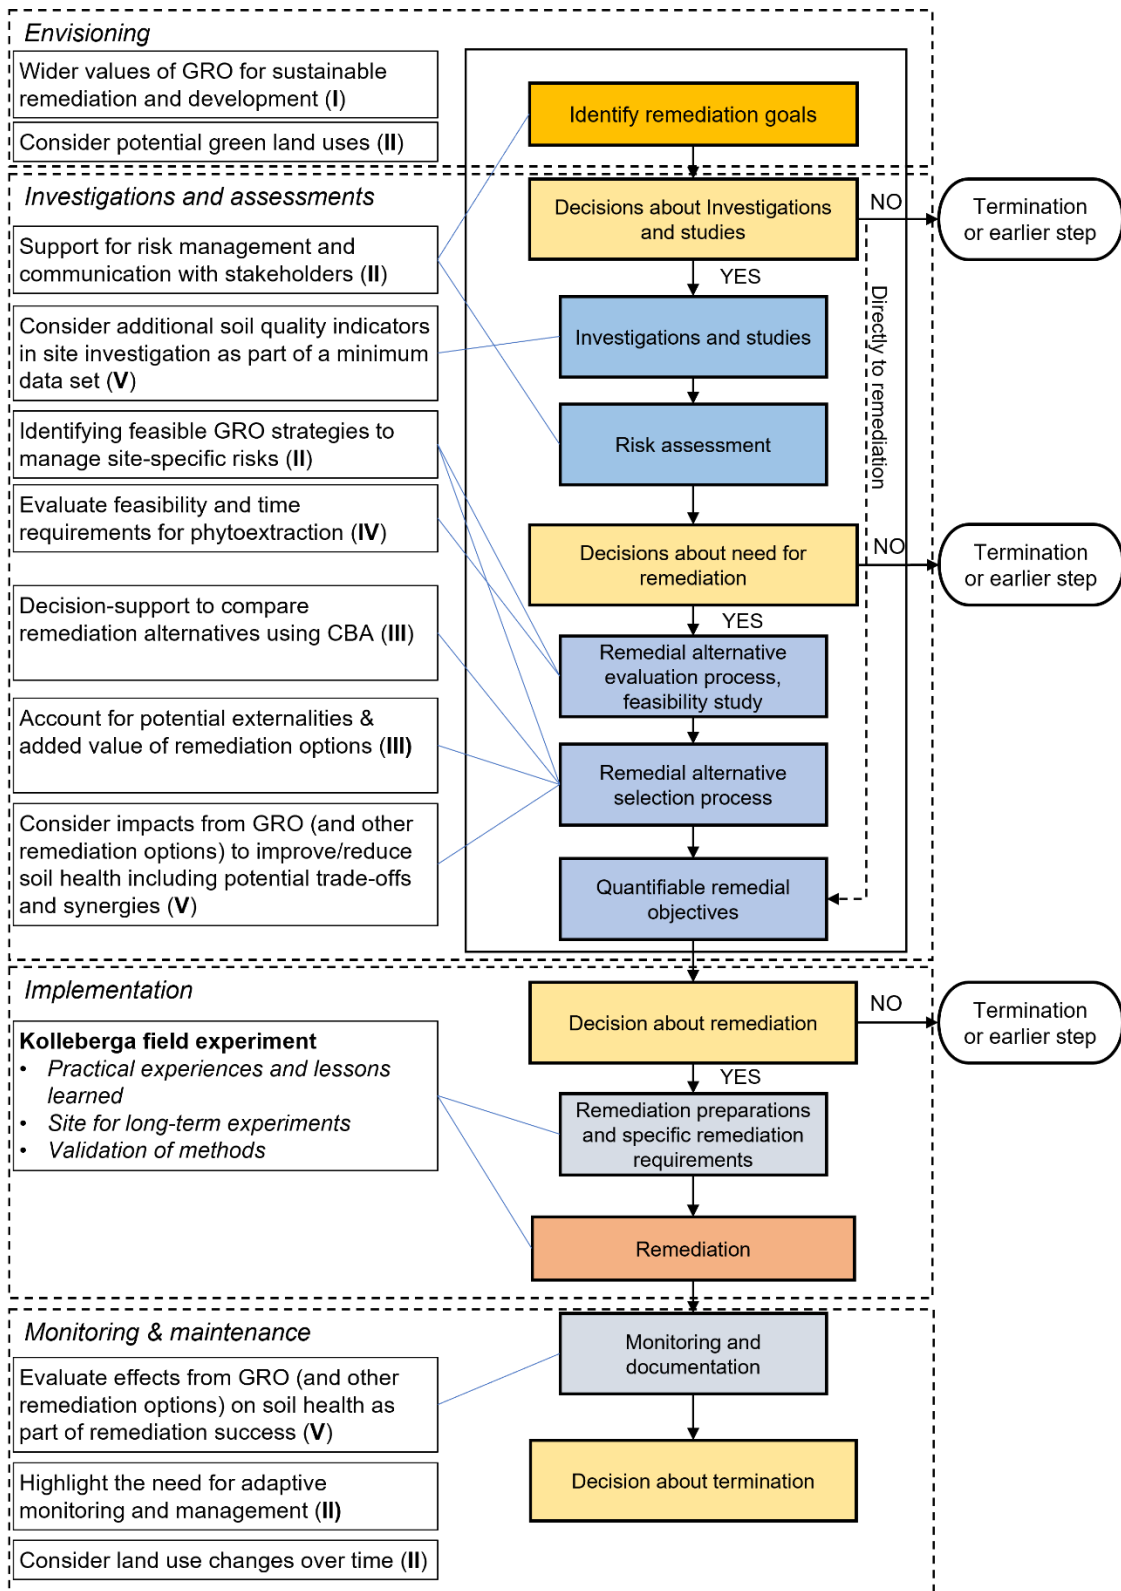 Envisioning
Wider values of GRO for sustainable
remediation and development (I)
Consider potential green land uses (II)
Identify remediation goals
Investigations and assessments
Decisions about Investigations
and studies
NO
Termination
or earlier step
YES
Directly to remediation
Support for risk management and
communication with stakeholders (II)
Consider additional soil quality indicators
in site investigation as part of a minimum
data set (V)
Investigations and studies
Identifying feasible GRO strategies to
manage site-specific risks (II)
Risk assessment
Evaluate feasibility and time
requirements for phytoextraction (IV)
Decisions about need for
remediation
NO
Termination
or earlier step
YES
Decision-support to compare
remediation alternatives using CBA (III)
Remedial alternative
evaluation process,
feasibility study
Account for potential externalities &
added value of remediation options (III)
Remedial alternative
selection process
Consider impacts from GRO (and other
remediation options) to improve/reduce
soil health including potential trade-offs
and synergies (V)
Quantifiable remedial
objectives
Implementation
Decision about remediation
NO
Termination
or earlier step
YES
Kolleberga field experiment
• Practical experiences and lessons
learned
• Site for long-term experiments
• Validation of methods
Remediation preparations
and specific remediation
requirements
Remediation
Monitoring & maintenance
Monitoring and
documentation
Evaluate effects from GRO (and other
remediation options) on soil health as
part of remediation success (V)
Highlight the need for adaptive
monitoring and management (II)
Decision about termination
Consider land use changes over time (II)